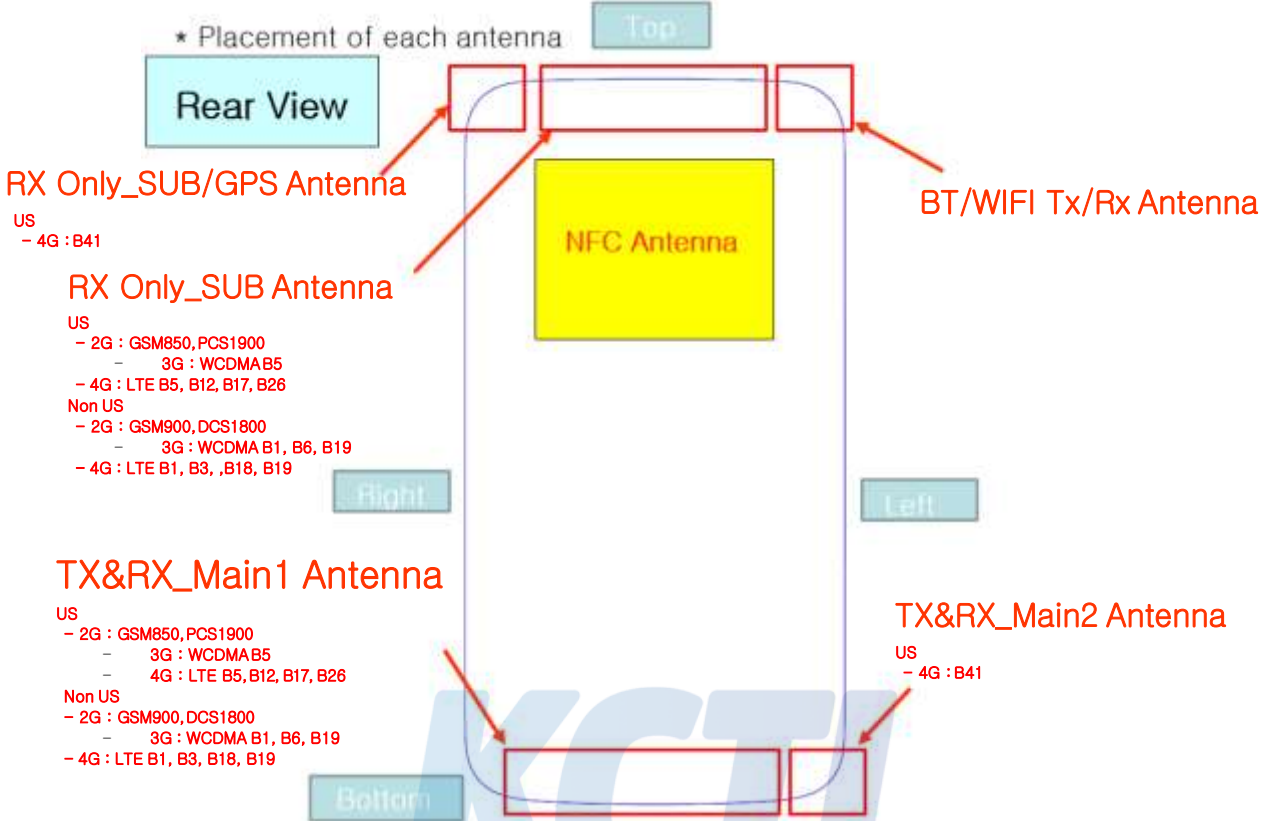 Top
* Placement of each antenna
Rear View
RX Only_SUB/GPS Antenna
US
- 4G : B41
BT/WIFI Tx/Rx Antenna
NFC Antenna
RX Only_SUB Antenna
US
- 2G : GSM850, PCS1900
- 3G : WCDMA B5
- 4G : LTE B5, B12, B17, B26
Non US
- 2G : GSM900, DCS1800
- 3G : WCDMA B1, B6, B19
- 4G : LTE B1, B3, ,B18, B19
Right
Left
TX&RX_Main1 Antenna
US
- 2G : GSM850, PCS1900
- 3G : WCDMA B5
- 4G : LTE B5, B12, B17, B26
Non US
- 2G : GSM900, DCS1800
- 3G : WCDMA B1, B6, B19
- 4G : LTE B1, B3, B18, B19
TX&RX_Main2 Antenna
US
- 4G : B41
Bottom
KCTL